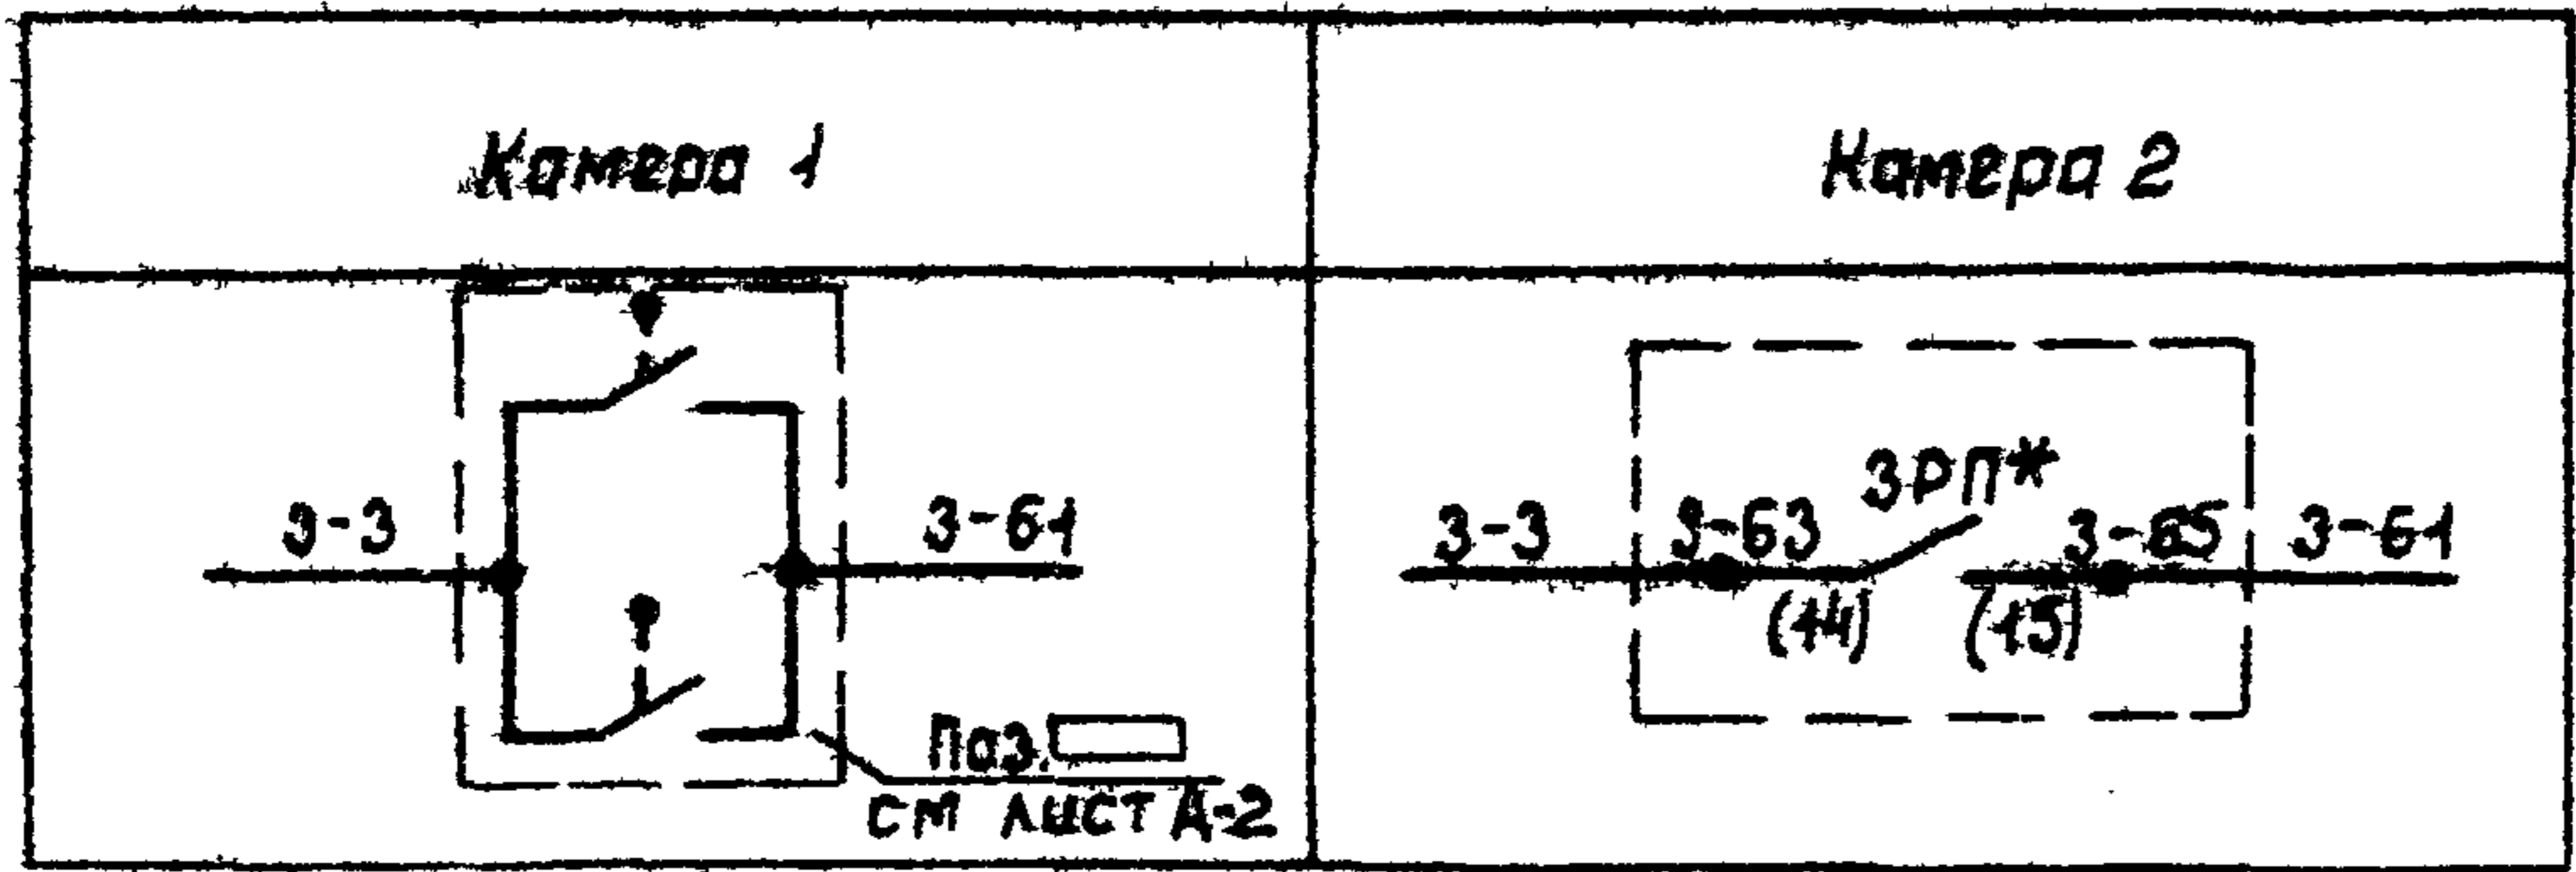 Камера 1
Камера 2
3-3
3-61
Поз.
см лист А-2
3-3
3-63
3РП*
3-65
3-61
(14)
(15)